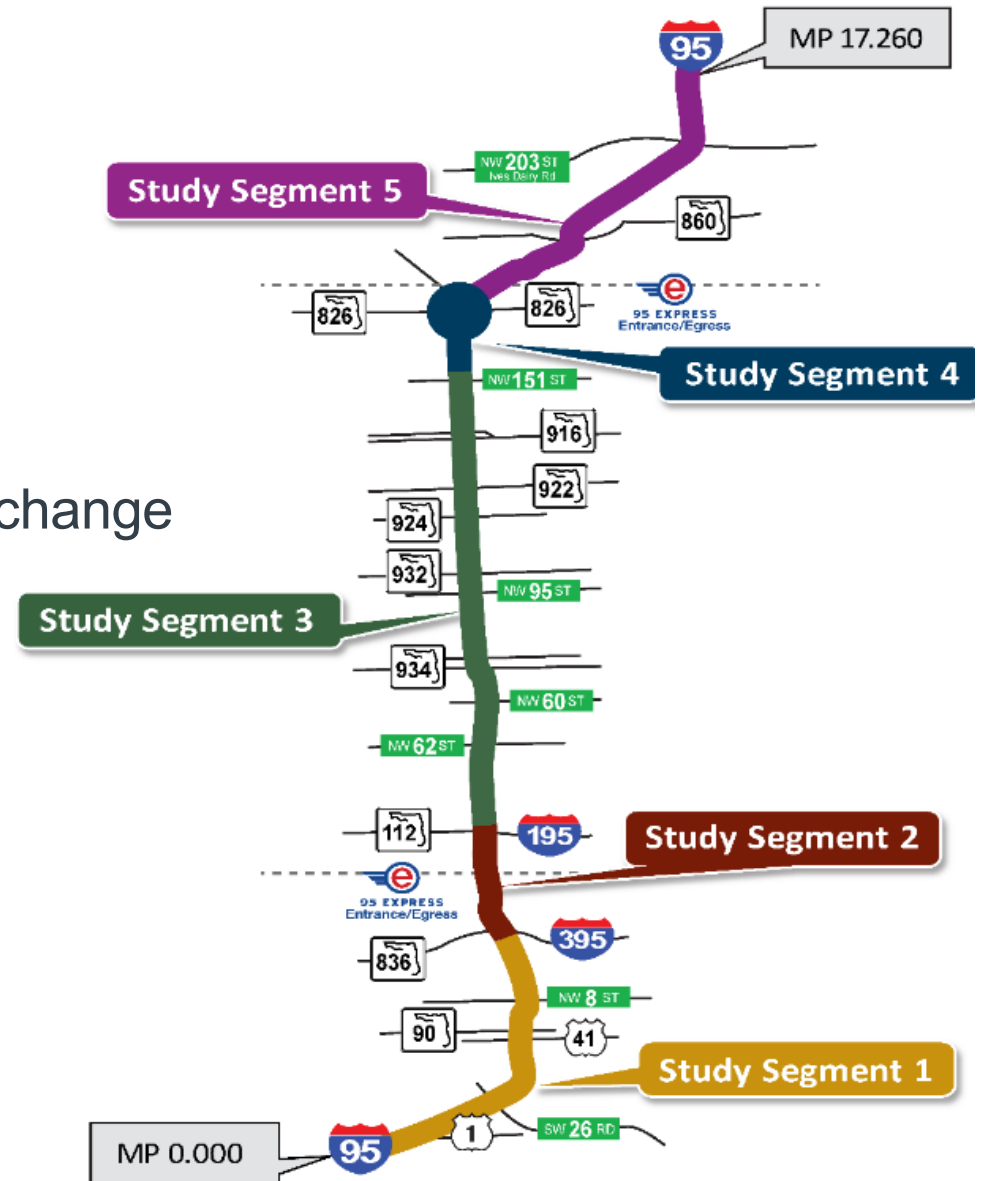 95
MP 17.260
NW 203 ST
Ives Dairy Rd
Study Segment 5
860
826
826
e
95 EXPRESS
Entrance/Egress
Study Segment 4
NW 151 ST
916
922
change
924
932
NW 95 ST
Study Segment 3
934
NW 60 ST
NW 62 ST
112
195
Study Segment 2
e
95 EXPRESS
Entrance/Egress
395
836
NW 8 ST
90
41
Study Segment 1
1
SW 26 RD
MP 0.000
95